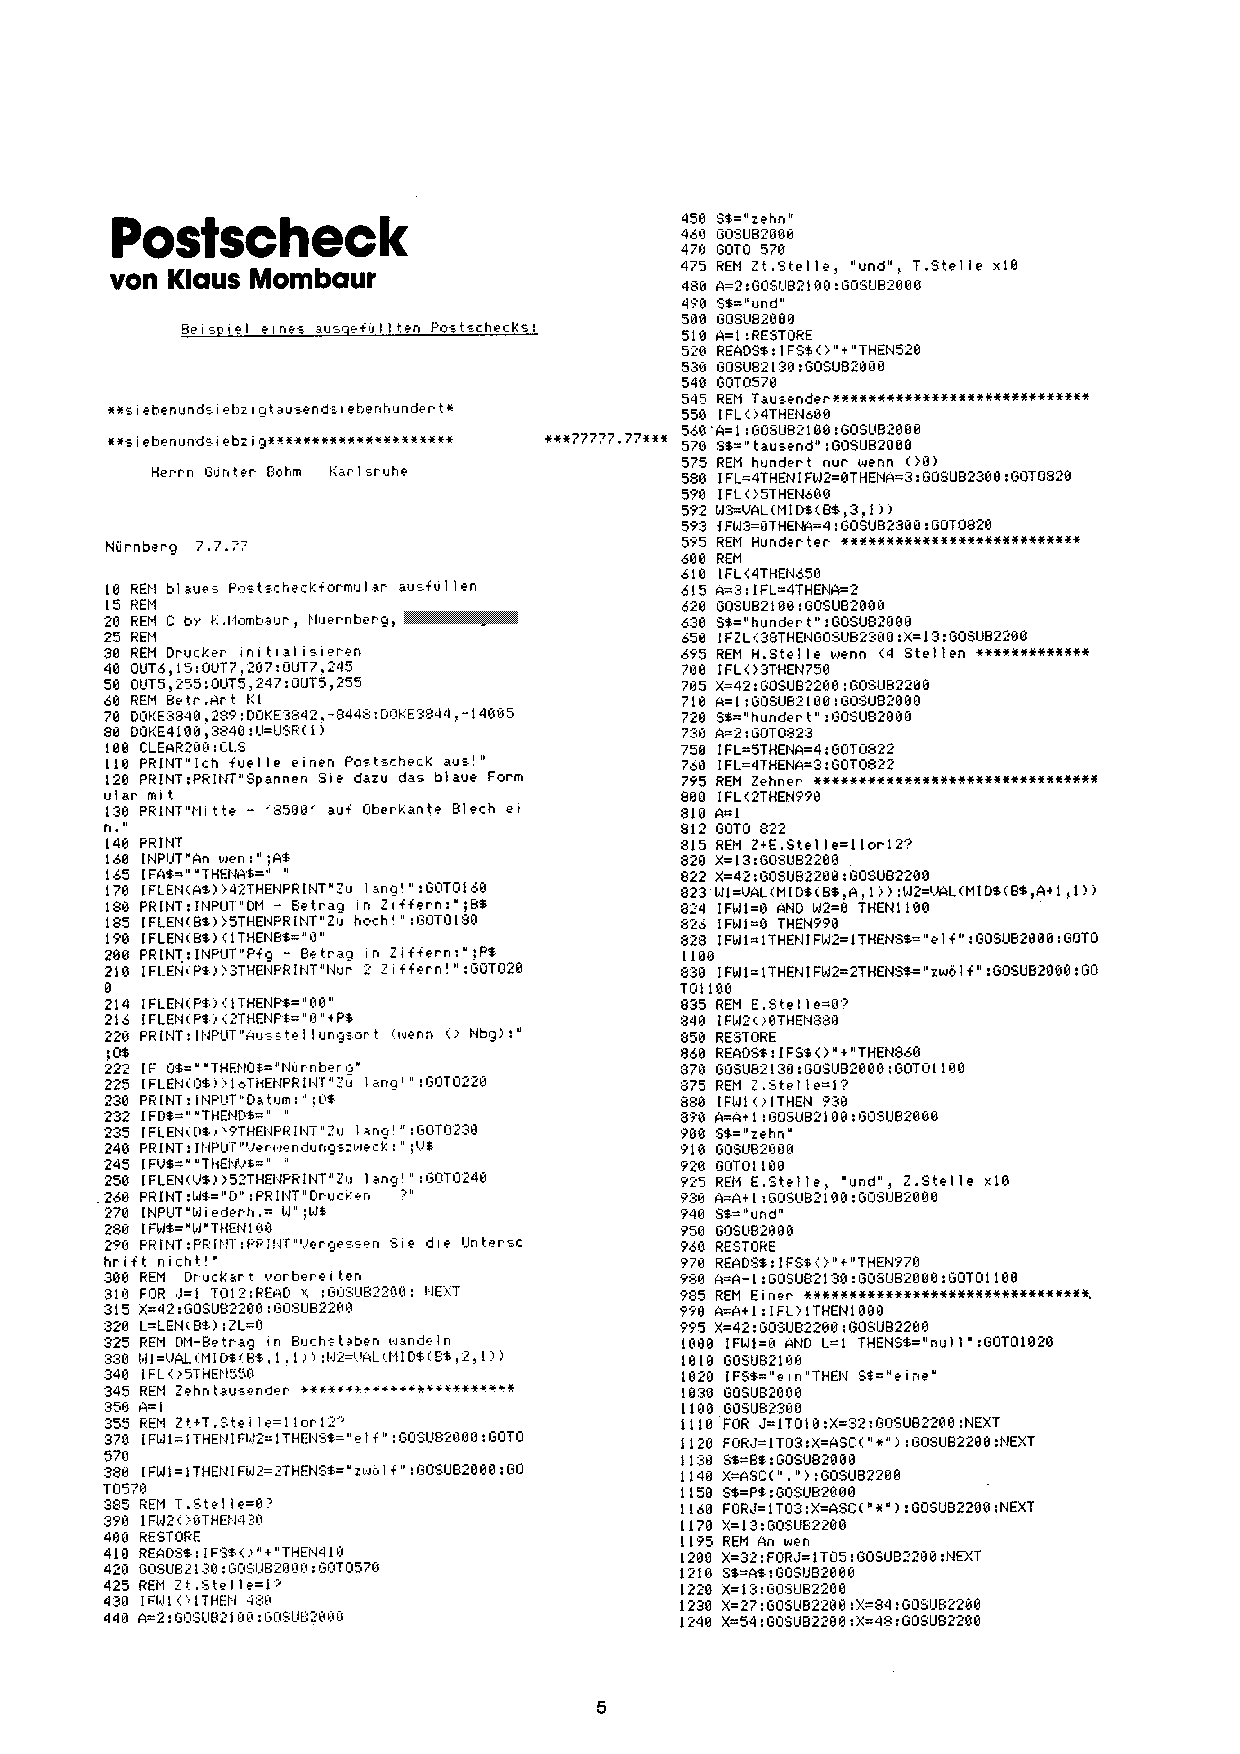 Postscheck
von Klaus Mombaur
Beispiel eines ausgefüllten Postschecks:
**siebenundsiebzigtausendsiebenhundert*
**siebenundsiebzig********************* ***77777.77***
Herrn Günter Böhm Karlsruhe
Nürnberg 7.7.77
10 REM blaues Postscheckformular ausfüllen
15 REM
20 REM C by K.Mombaur, Nuernberg,
25 REM
30 REM Drucker initialisieren
40 OUT6,15:OUT7,207:OUT7,245
50 OUT5,255:OUT5,247:OUT5,255
60 REM Betr.Art K1
70 DOKE3840,289:DOKE3842,-8448:DOKE3844,-14005
80 DOKE4100,3840:U=USR(1)
100 CLEAR200:CLS
110 PRINT"Ich fuelle einen Postscheck aus!"
120 PRINT:PRINT"Spannen Sie dazu das blaue Form
ular mit
130 PRINT"Mitte - '8500' auf Oberkante Blech ei
n."
140 PRINT
160 INPUT"An wen:";A$
165 IFA$=""THENA$=" "
170 IFLEN(A$)>42THENPRINT"Zu lang!":GOTO160
180 PRINT:INPUT"DM - Betrag in Ziffern:";B$
185 IFLEN(B$)>5THENPRINT"Zu hoch!":GOTO180
190 IFLEN(B$)<1THENB$="0"
200 PRINT:INPUT"Pfg - Betrag in Ziffern:";P$
210 IFLEN(P$)>3THENPRINT"Nur 2 Ziffern!":GOTO20
0
214 IFLEN(P$)<1THENP$="00"
216 IFLEN(P$)<2THENP$="0"+P$
220 PRINT:INPUT"Ausstellungsort (wenn <> Nbg):"
;O$
222 IF O$=""THENO$="Nürnberg"
225 IFLEN(O$)>16THENPRINT"Zu lang!":GOTO220
230 PRINT:INPUT"Datum:";D$
232 IFD$=""THEND$=" "
235 IFLEN(D$)>9THENPRINT"Zu lang!":GOTO230
240 PRINT:INPUT"Verwendungszweck:";V$
245 IFV$=""THENV$=" "
250 IFLEN(V$)>52THENPRINT"Zu lang!":GOTO240
260 PRINT:W$="D":PRINT"Drucken ?"
270 INPUT"Wiederh.= W";W$
280 IFW$="W"THEN100
290 PRINT:PRINT:PRINT"Vergessen Sie die Untersc
hrift nicht!"
300 REM Druckart vorbereiten
310 FOR J=1 TO12:READ X :GOSUB2200: NEXT
315 X=42:GOSUB2200:GOSUB2200
320 L=LEN(B$):ZL=0
325 REM DM-Betrag in Buchstaben wandeln
330 W1=VAL(MID$(B$,1,1)):W2=VAL(MID$(B$,2,1))
340 IFL<>5THEN550
345 REM Zehntausender ************************
350 A=1
355 REM Zt+T.Stelle=11or12?
370 IFW1=1THENIFW2=1THENS$="elf":GOSUB2000:GOTO
570
380 IFW1=1THENIFW2=2THENS$="zwölf":GOSUB2000:GO
TO570
385 REM T.Stelle=0?
390 IFW2<>0THEN430
400 RESTORE
410 READS$:IFS$<>"+"THEN410
420 GOSUB2130:GOSUB2000:GOTO570
425 REM Zt.Stelle=1?
430 IFW1<>1THEN 480
440 A=2:GOSUB2100:GOSUB2000
450 S$="zehn"
460 GOSUB2000
470 GOTO 570
475 REM Zt.Stelle, "und", T.Stelle x10
480 A=2:GOSUB2100:GOSUB2000
490 S$="und"
500 GOSUB2000
510 A=1:RESTORE
520 READS$:IFS$<>"+"THEN520
530 GOSUB2130:GOSUB2000
540 GOTO570
545 REM Tausender*****************************
550 IFL<>4THEN600
560 A=1:GOSUB2100:GOSUB2000
570 S$="tausend":GOSUB2000
575 REM hundert nur wenn <>0)
580 IFL=4THENIFW2=0THENA=3:GOSUB2300:GOTO820
590 IFL<>5THEN600
592 W3=VAL(MID$(B$,3,1))
593 IFW3=0THENA=4:GOSUB2300:GOTO820
595 REM Hunderter ***************************
600 REM
610 IFL<4THEN650
615 A=3:IFL=4THENA=2
620 GOSUB2100:GOSUB2000
630 S$="hundert":GOSUB2000
650 IFZL<38THENGOSUB2300:X=13:GOSUB2200
695 REM H.Stelle wenn <4 Stellen *************
700 IFL<>3THEN750
705 X=42:GOSUB2200:GOSUB2200
710 A=1:GOSUB2100:GOSUB2000
720 S$="hundert":GOSUB2000
730 A=2:GOTO823
750 IFL=5THENA=4:GOTO822
760 IFL=4THENA=3:GOTO822
795 REM Zehner ********************************
800 IFL<2THEN990
810 A=1
812 GOTO 822
815 REM Z+E.Stelle=11or12?
820 X=13:GOSUB2200
822 X=42:GOSUB2200:GOSUB2200
823 W1=VAL(MID$(B$,A,1)):W2=VAL(MID$(B$,A+1,1))
824 IFW1=0 AND W2=0 THEN1100
826 IFW1=0 THEN990
828 IFW1=1THENIFW2=1THENS$="elf":GOSUB2000:GOTO
1100
830 IFW1=1THENIFW2=2THENS$="zwölf":GOSUB2000:GO
TO1100
835 REM E.Stelle=0?
840 IFW2<>0THEN880
850 RESTORE
860 READS$:IFS$<>"+"THEN860
870 GOSUB2130:GOSUB2000:GOTO1100
875 REM Z.Stelle=1?
880 IFW1<>1THEN 930
890 A=A+1:GOSUB2100:GOSUB2000
900 S$="zehn"
910 GOSUB2000
920 GOTO1100
925 REM E.Stelle, "und", Z.Stelle x10
930 A=A+1:GOSUB2100:GOSUB2000
940 S$="und"
950 GOSUB2000
960 RESTORE
970 READS$:IFS$<>"+"THEN970
980 A=A-1:GOSUB2130:GOSUB2000:GOTO1100
985 REM Einer ********************************
990 A=A+1:IFL>1THEN1000
995 X=42:GOSUB2200:GOSUB2200
1000 IFW1=0 AND L=1 THENS$="null":GOTO1020
1010 GOSUB2100
1020 IFS$="ein"THEN S$="eine"
1030 GOSUB2000
1100 GOSUB2300
1110 FOR J=1TO10:X=32:GOSUB2200:NEXT
1120 FORJ=1TO3:X=ASC("*"):GOSUB2200:NEXT
1130 S$=B$:GOSUB2000
1140 X=ASC("."):GOSUB2200
1150 S$=P$:GOSUB2000
1160 FORJ=1TO3:X=ASC("*"):GOSUB2200:NEXT
1170 X=13:GOSUB2200
1195 REM An wen
1200 X=32:FORJ=1TO5:GOSUB2200:NEXT
1210 S$=A$:GOSUB2000
1220 X=13:GOSUB2200
1230 X=27:GOSUB2200:X=84:GOSUB2200
1240 X=54:GOSUB2200:X=48:GOSUB2200
5